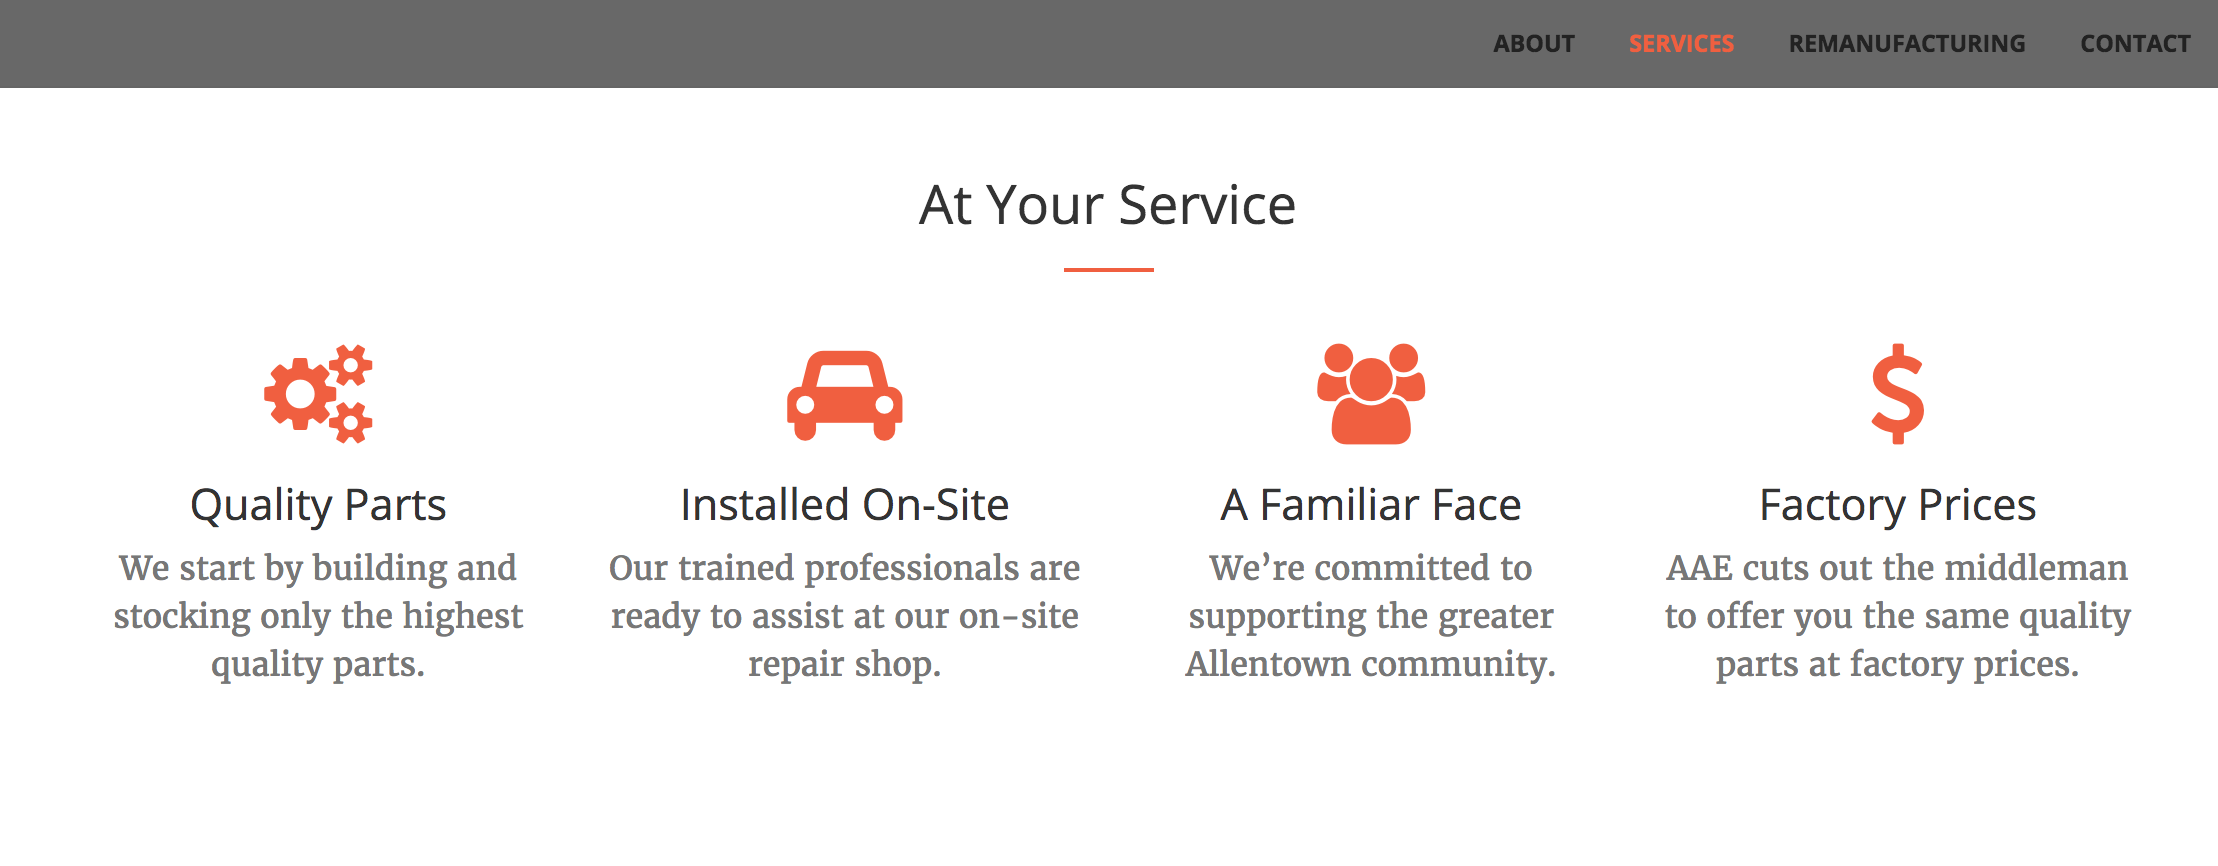 ABOUT SERVICES REMANUFACTURING CONTACT
At Your Service
Quality Parts
We start by building and
stocking only the highest
quality parts.
Installed On-Site
Our trained professionals are
ready to assist at our on-site
repair shop.
A Familiar Face
We’re committed to
supporting the greater
Allentown community.
Factory Prices
AAE cuts out the middleman
to offer you the same quality
parts at factory prices.